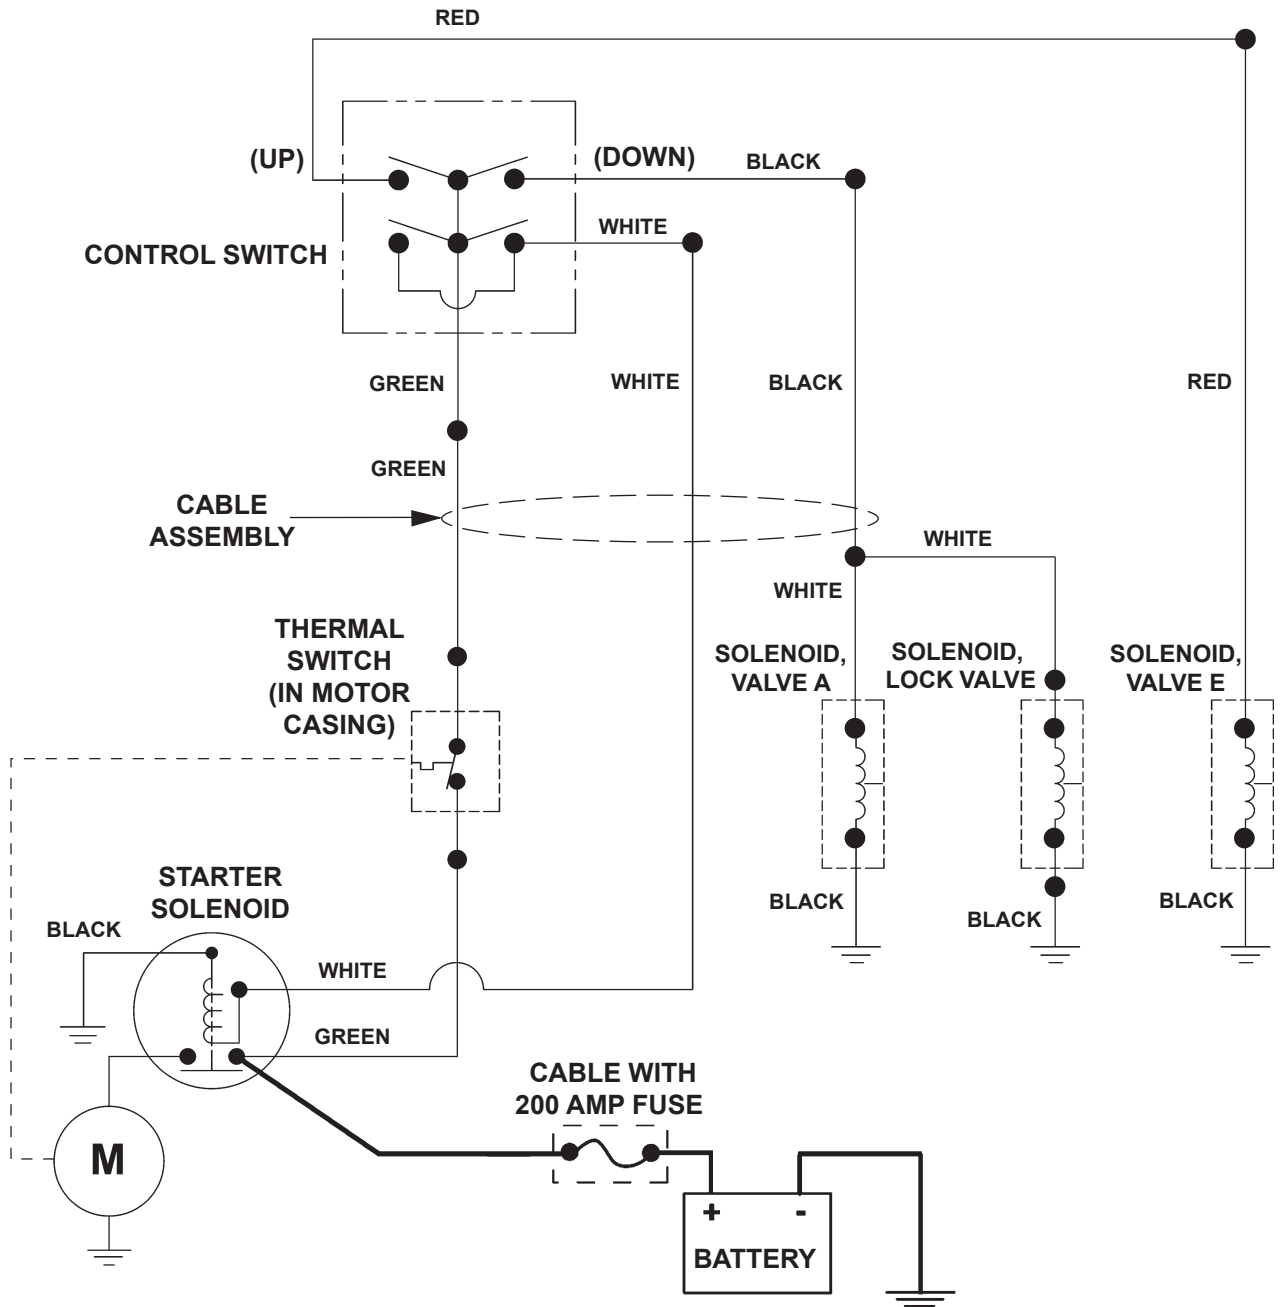 RED
(UP)
(DOWN)
BLACK
WHITE
CONTROL SWITCH
GREEN
WHITE
BLACK
RED
GREEN
CABLE
ASSEMBLY
WHITE
WHITE
THERMAL
SWITCH
(IN MOTOR
CASING)
SOLENOID,
VALVE A
SOLENOID,
LOCK VALVE
SOLENOID,
VALVE E
STARTER
SOLENOID
BLACK
BLACK
BLACK
BLACK
WHITE
GREEN
CABLE WITH
200 AMP FUSE
M
+ -
BATTERY